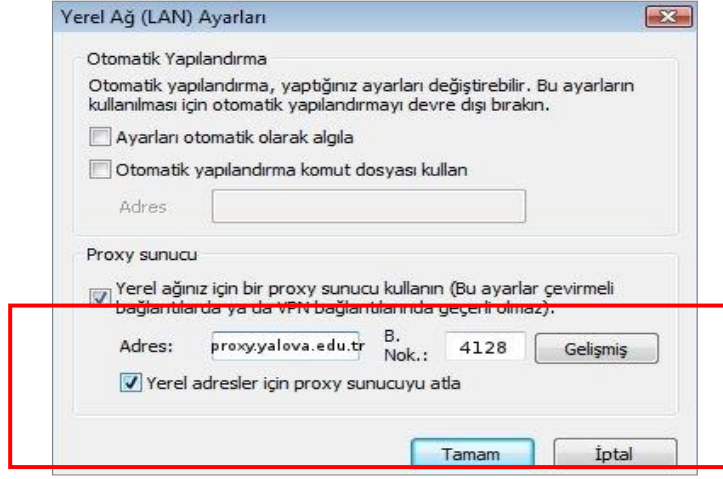 Yerel Ağ (LAN) Ayarları
Otomatik Yapılandırma
Otomatik yapılandırma, yaptığınız ayarları değiştirebilir. Bu ayarların
kullanılması için otomatik yapılandırmayı devre dışı bırakın.
Ayarları otomatik olarak algıla
Otomatik yapılandırma komut dosyası kullan
Adres
Proxy sunucu
Yerel ağınız için bir proxy sunucu kullanın (Bu ayarlar çevirmeli
bağlantılarda ya da VPN bağlantılarında geçerli olmaz).
Adres: proxy.yalova.edu.tr B. Nok.: 4128 Gelişmiş
Yerel adresler için proxy sunucuyu atla
Tamam İptal